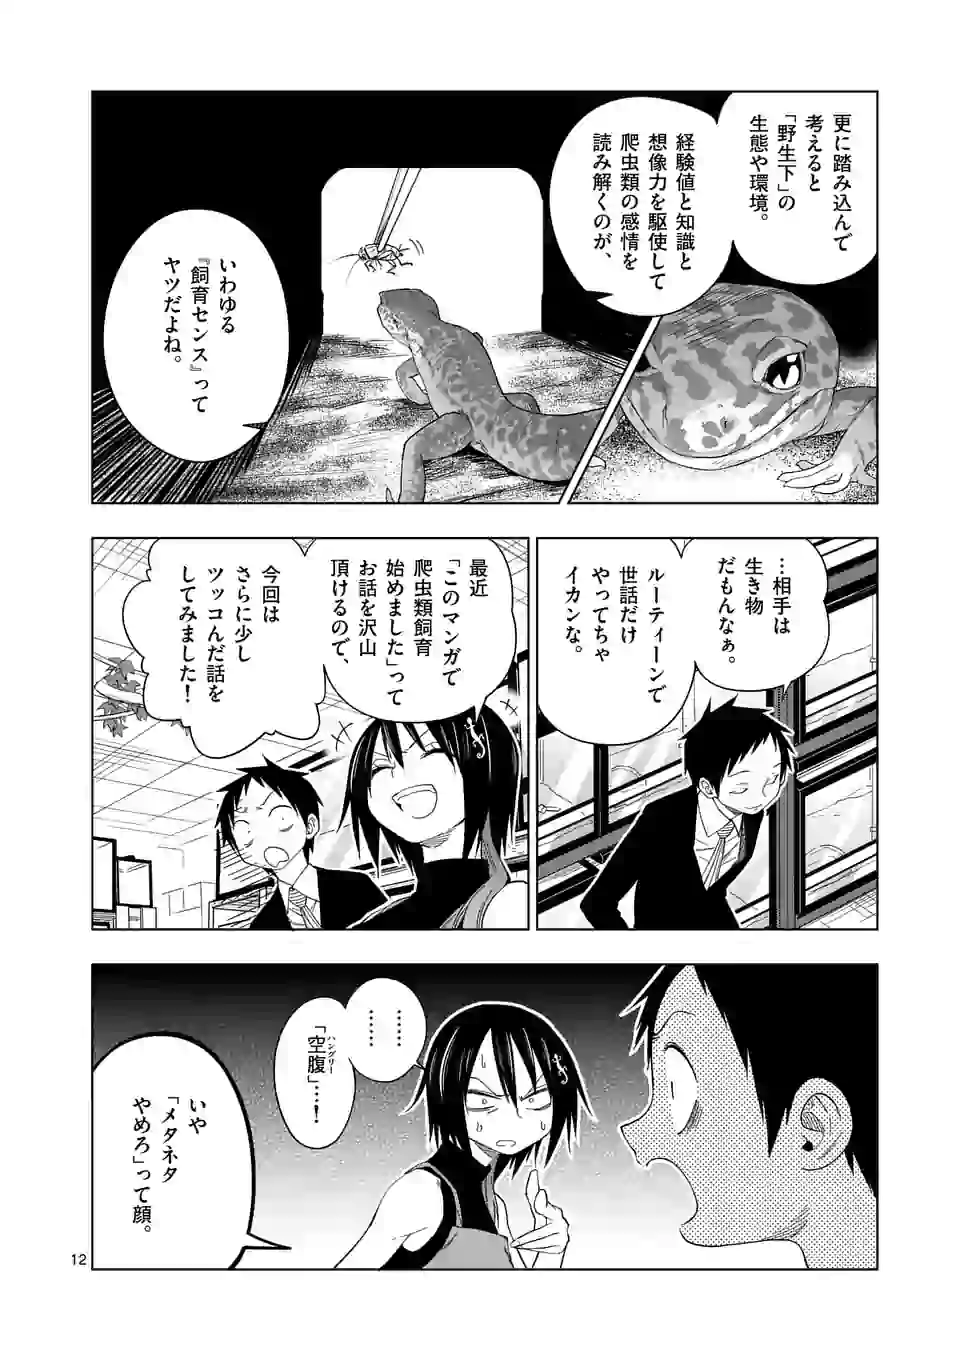 更に踏み込んで
考えると
「野生下」の
生態や環境。
経験値と知識と
想像力を駆使して
爬虫類の感情を
読み解くのが、
いわゆる
『飼育センス』って
ヤツだよね。
…相手は
生き物
だもんなぁ。
ルーティーンで
世話だけ
やってちゃ
イカンな。
最近
「このマンガで
爬虫類飼育
始めました」って
お話を沢山
頂けるので、
今回は
さらに少し
ツッコんだ話を
してみました！
………
………
「空腹」…！
ハングリー
いや
「メタネタ
やめろ」って
顔。
12